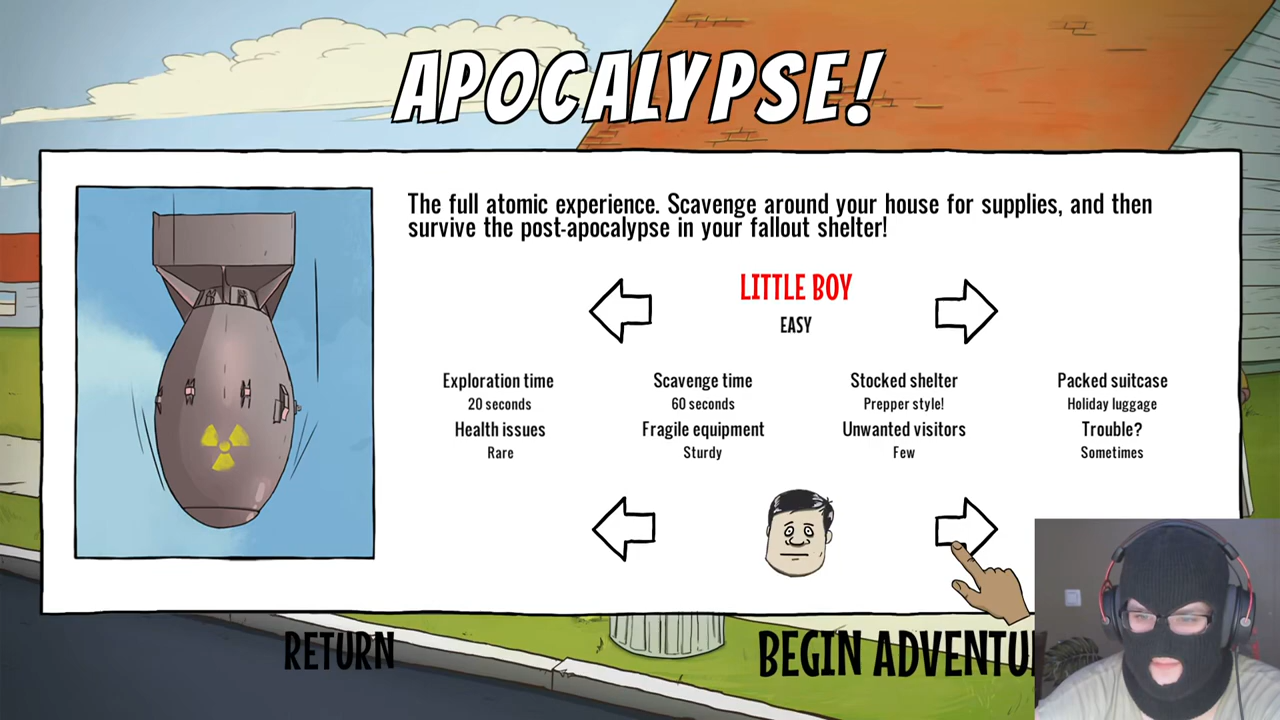 APOCALYPSE!
The full atomic experience. Scavenge around your house for supplies, and then
survive the post-apocalypse in your fallout shelter!
LITTLE BOY
EASY
Exploration time
20 seconds
Scavenge time
60 seconds
Stocked shelter
Prepper style!
Packed suitcase
Holiday luggage
Health issues
Rare
Fragile equipment
Sturdy
Unwanted visitors
Few
Trouble?
Sometimes
RETURN
BEGIN ADVENTU